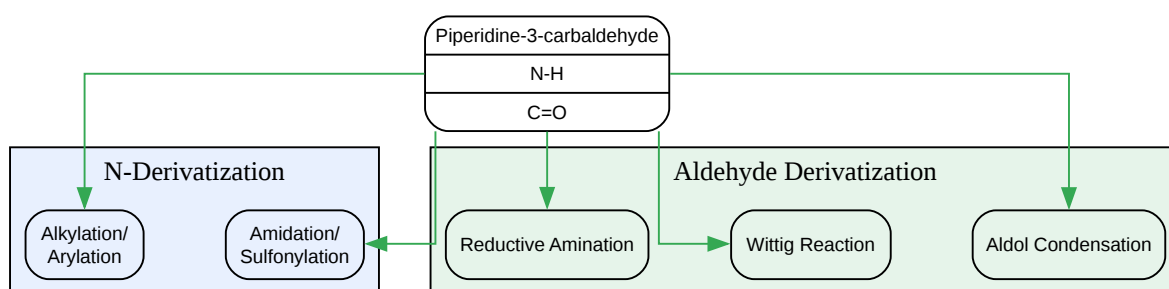 Piperidine-3-carbaldehyde
N-H
C=O
N-Derivatization
Aldehyde Derivatization
Alkylation/
Arylation
Amidation/
Sulfonylation
Reductive Amination
Wittig Reaction
Aldol Condensation